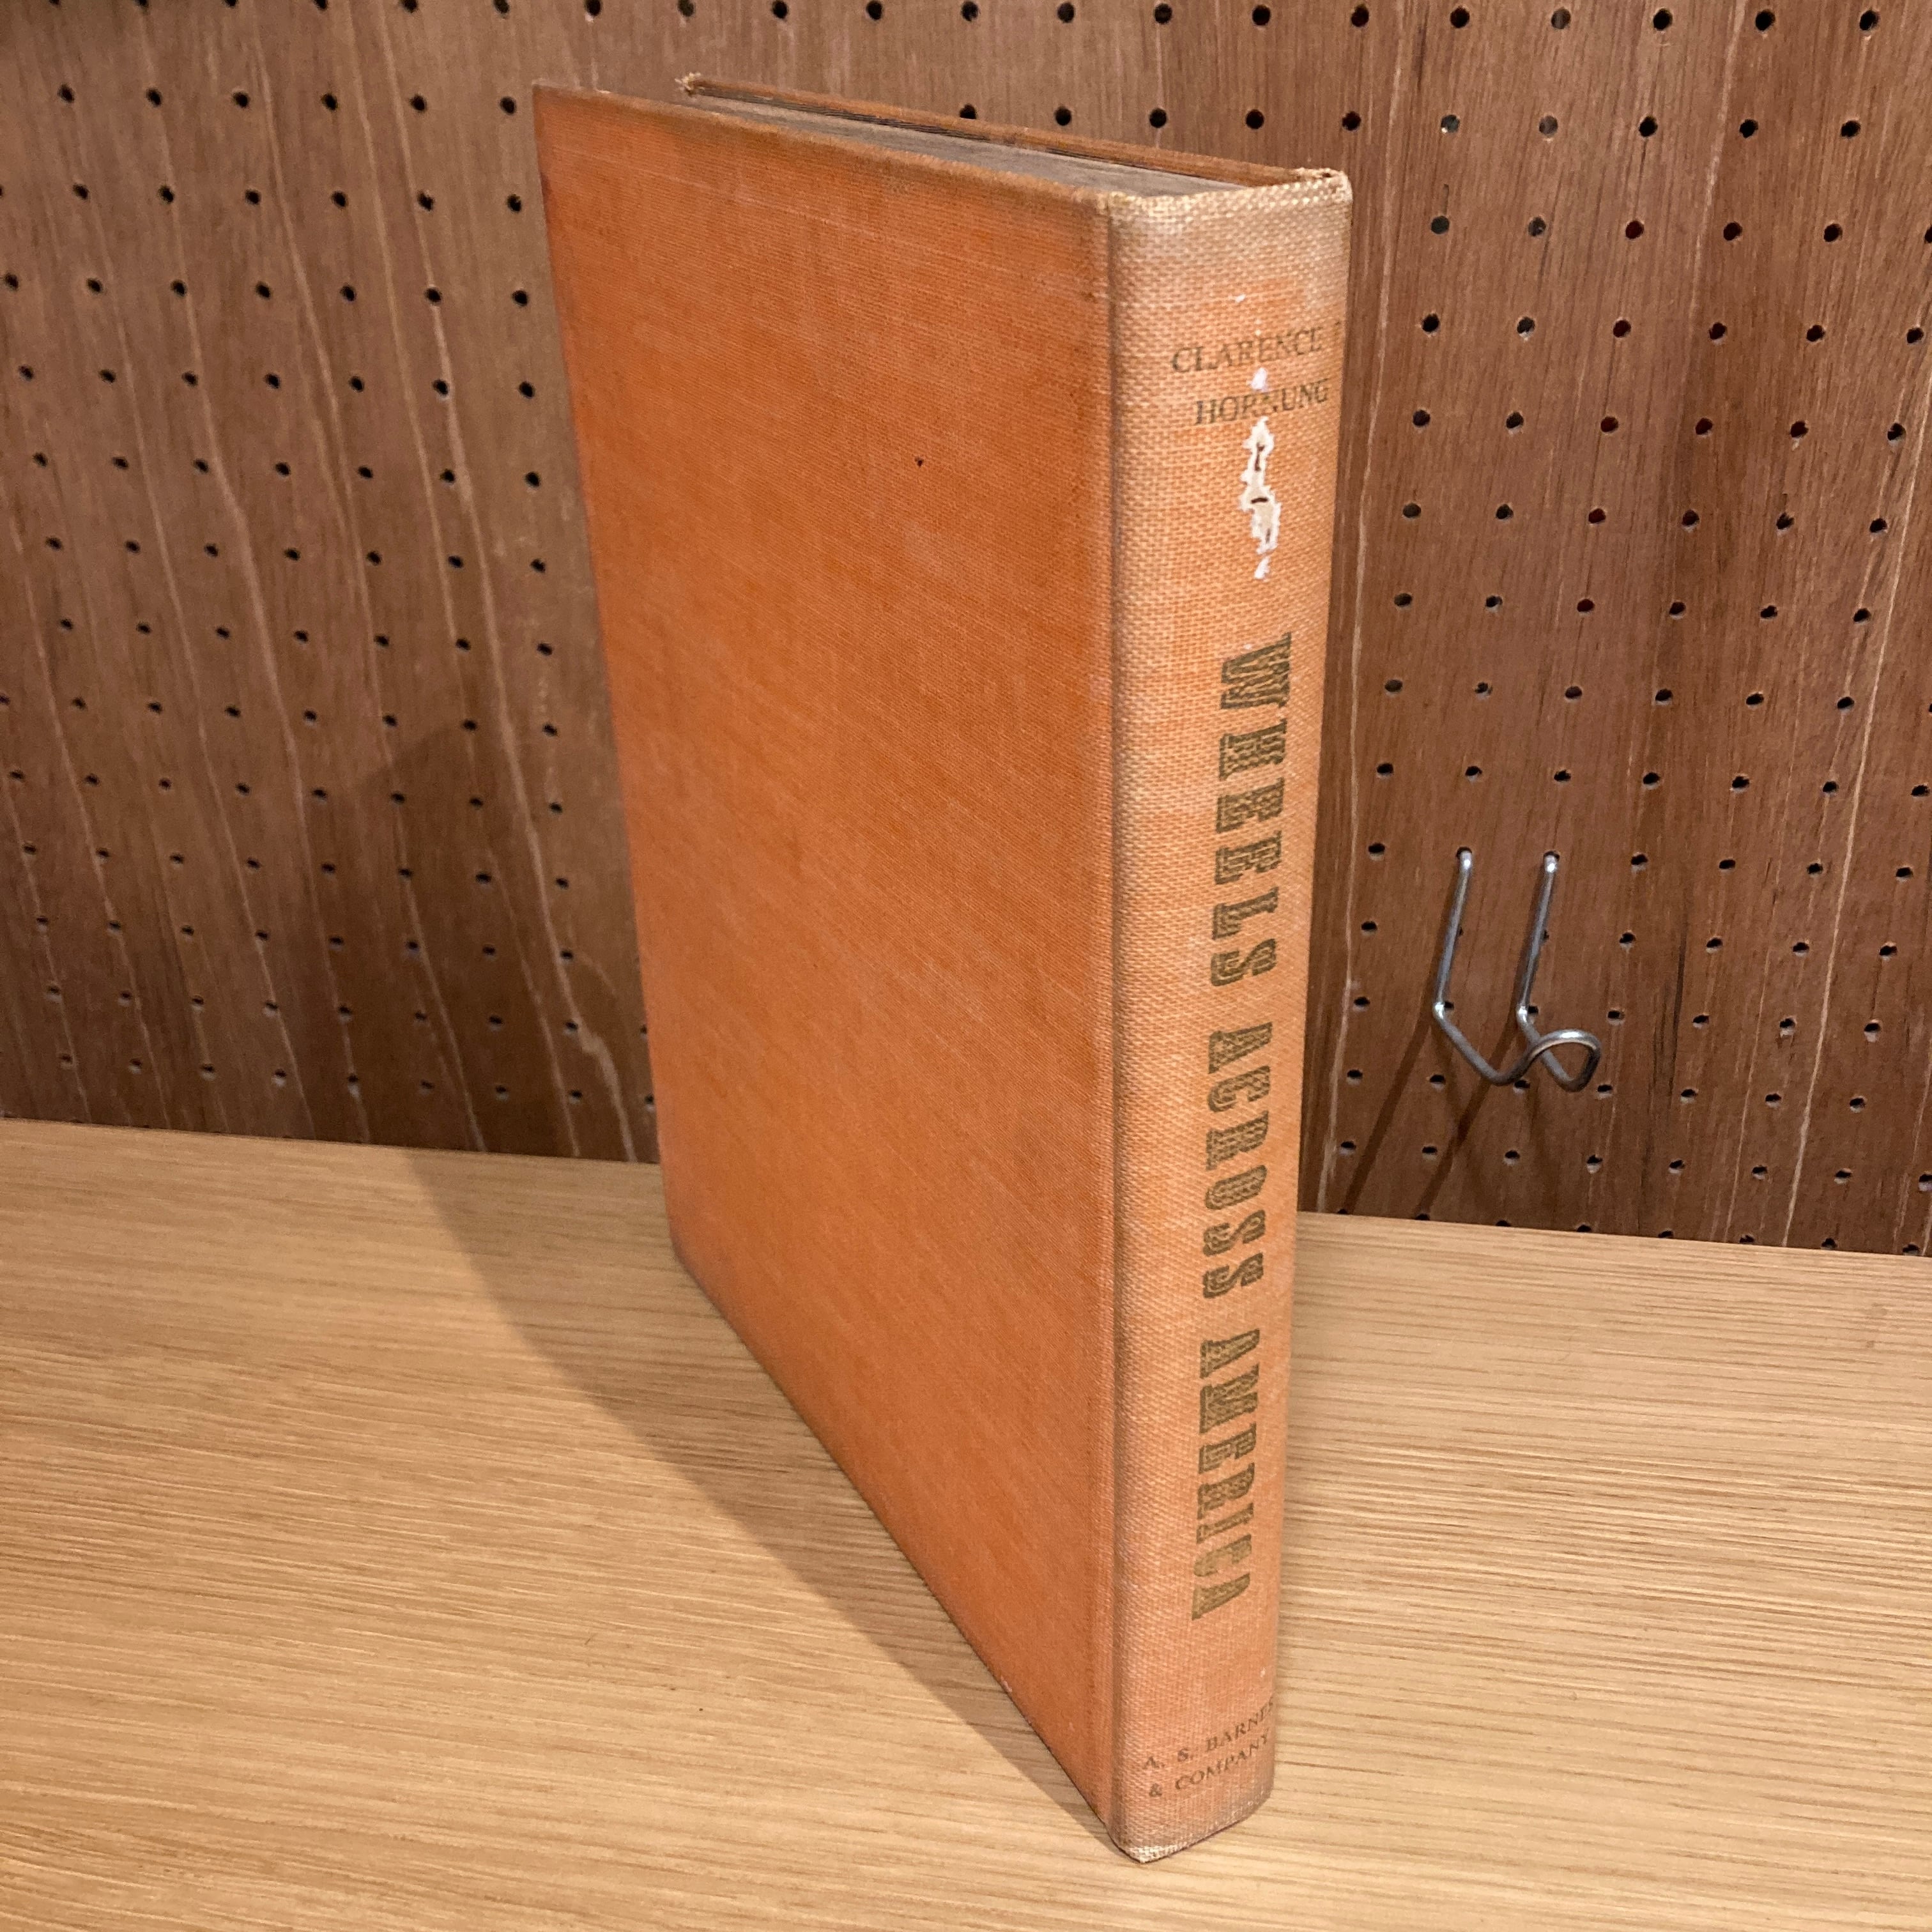 CLARENCE
HORNUNG
WHEELS ACROSS AMERICA
A. S. BARNES
& COMPANY